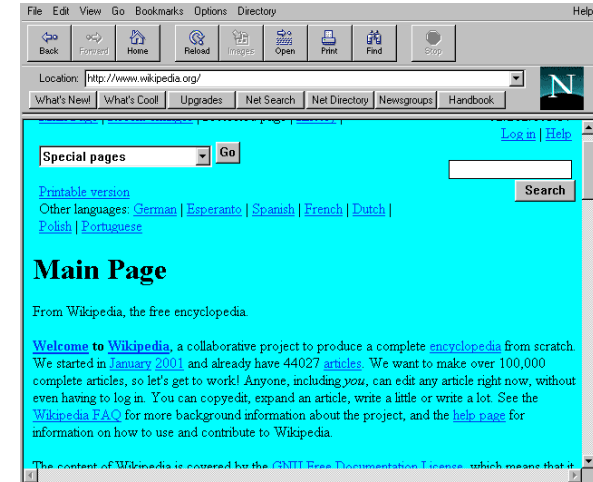 File Edit View Go Bookmarks Options Directory Help
Back Forward Home Reload Images Open Print Find Stop
Location: http://www.wikipedia.org/
What's New! What's Cool! Upgrades Net Search Net Directory Newsgroups Handbook
N
Log in | Help
Special pages Go
Printable version Search
Other languages: German | Esperanto | Spanish | French | Dutch |
Polish | Portuguese
Main Page
From Wikipedia, the free encyclopedia.
Welcome to Wikipedia, a collaborative project to produce a complete encyclopedia from scratch.
We started in January 2001 and already have 44027 articles. We want to make over 100,000
complete articles, so let's get to work! Anyone, including you, can edit any article right now, without
even having to log in. You can copyedit, expand an article, write a little or write a lot. See the
Wikipedia FAQ for more background information about the project, and the help page for
information on how to use and contribute to Wikipedia.
The content of Wikipedia is covered by the GNU Free Documentation License, which means that it